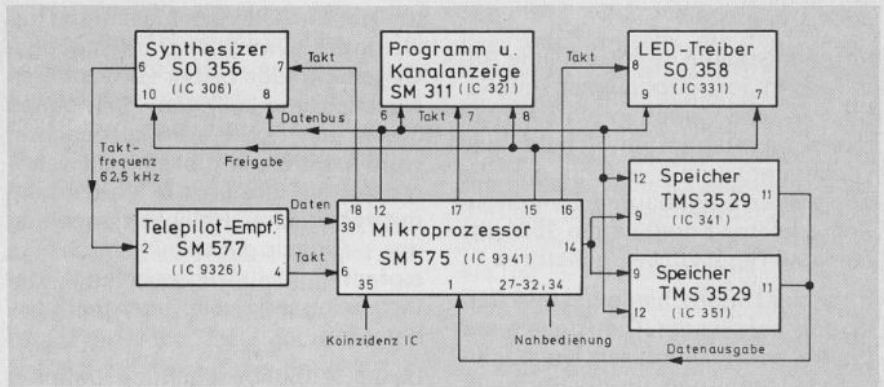 Synthesizer
SO 356
(IC 306)
6
7
10
8
Takt
Programm u.
Kanalanzeige
SM 311 (IC 321)
6
Takt
7
8
Takt
LED-Treiber
SO 358
(IC 331)
8
9
7
Datenbus
Freigabe
Takt-
frequenz
62,5 kHz
Telepilot-Empf.
SM 577
(IC 9326)
15
2
4
Daten
Takt
18
12
17
15
16
39
Mikroprozessor
14
SM 575 (IC 9341)
6
35
1
27-32,34
Koinzidenz IC
Nahbedienung
12
Speicher
11
TMS 3529
9
(IC 341)
9
Speicher
11
TMS 3529
12
(IC 351)
Datenausgabe